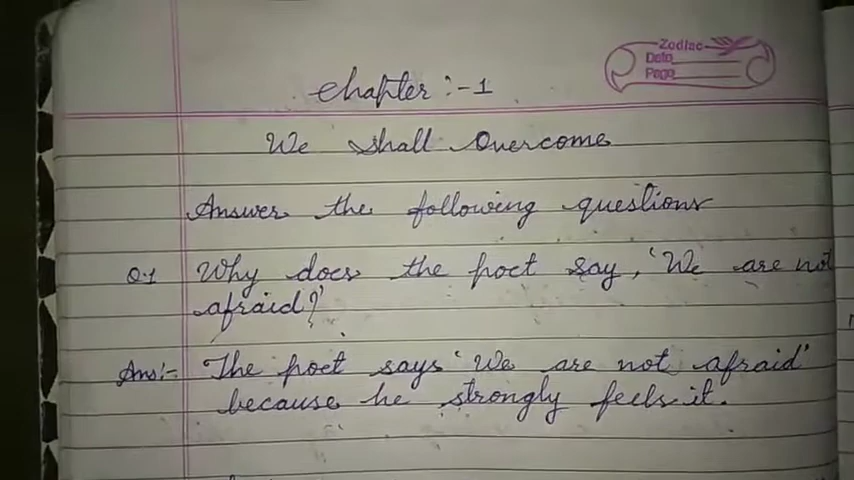 Zodiac
Date
Page
Chapter :- 1
We shall Overcome
Answer the following questions
Q.1 Why does the poet say, 'We are not
afraid?'
Ans:- The poet says 'We are not afraid'
because he strongly feels it.